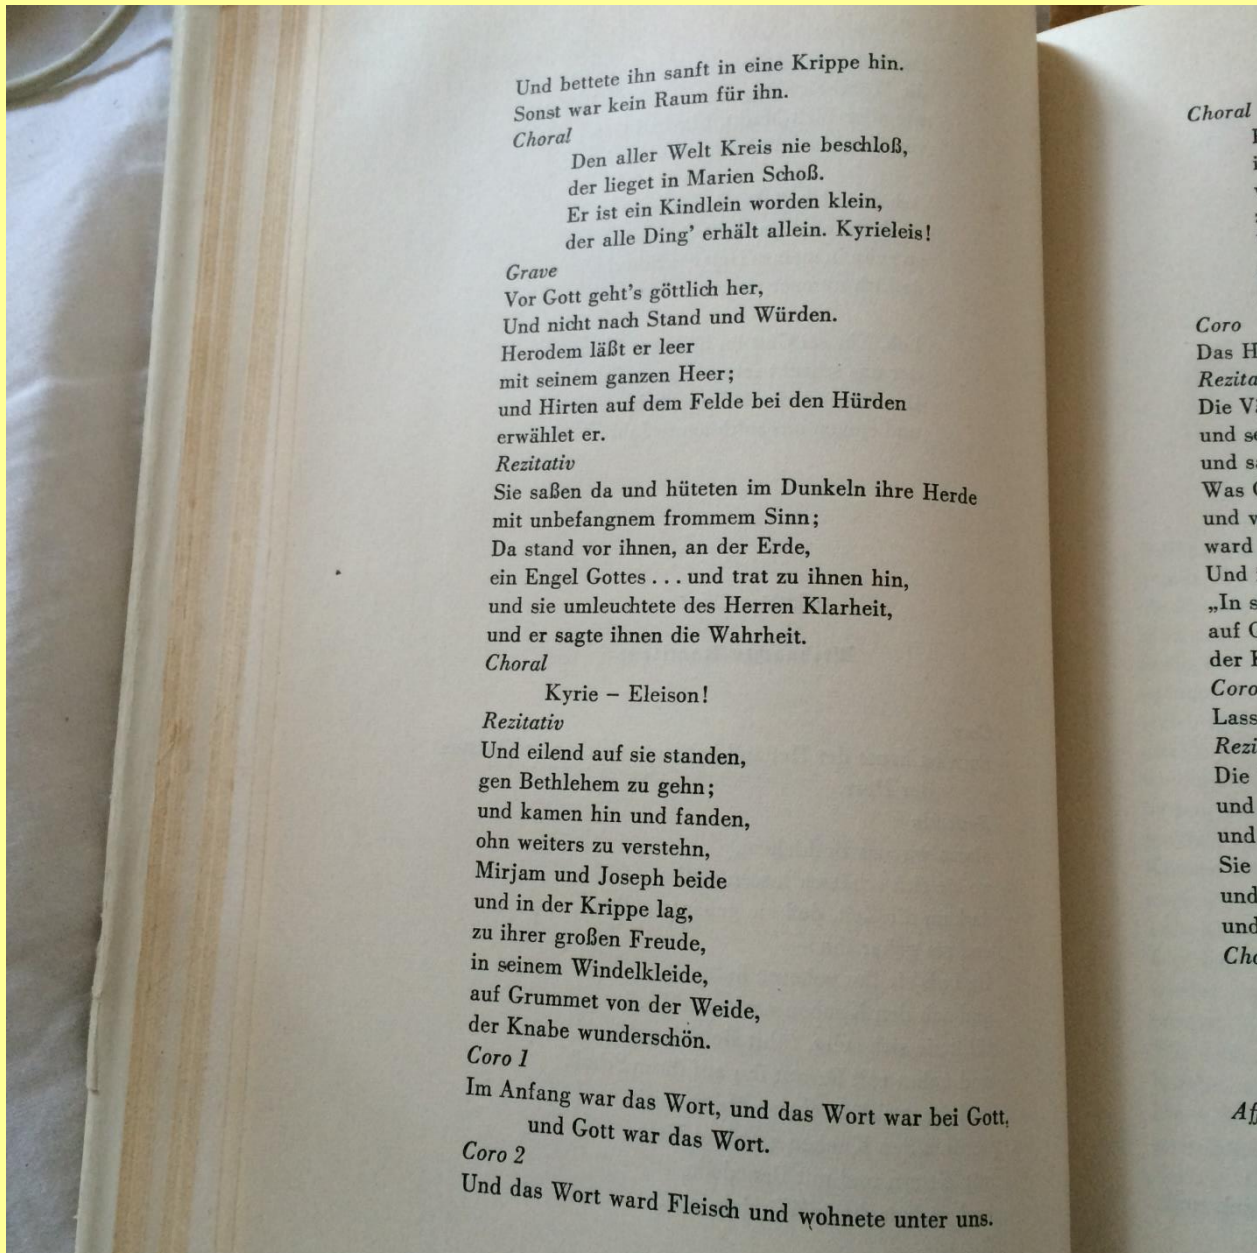 Und bettete ihn sanft in eine Krippe hin.
Sonst war kein Raum für ihn.
Choral
Den aller Welt Kreis nie beschloß,
der lieget in Marien Schoß.
Er ist ein Kindlein worden klein,
der alle Ding’ erhält allein. Kyrieleis!
Grave
Vor Gott geht's göttlich her,
Und nicht nach Stand und Würden.
Herodem läßt er leer
mit seinem ganzen Heer;
und Hirten auf dem Felde bei den Hürden
erwählet er.
Rezitativ
Sie saßen da und hüteten im Dunkeln ihre Herde
mit unbefangnem frommem Sinn;
Da stand vor ihnen, an der Erde,
ein Engel Gottes . . . und trat zu ihnen hin,
und sie umleuchtete des Herren Klarheit,
und er sagte ihnen die Wahrheit.
Choral
Kyrie – Eleison!
Rezitativ
Und eilend auf sie standen,
gen Bethlehem zu gehn;
und kamen hin und fanden,
ohn weiters zu verstehn,
Mirjam und Joseph beide
und in der Krippe lag,
zu ihrer großen Freude,
in seinem Windelkleide,
auf Grummet von der Weide,
der Knabe wunderschön.
Coro 1
Im Anfang war das Wort, und das Wort war bei Gott,
und Gott war das Wort.
Coro 2
Und das Wort ward Fleisch und wohnete unter uns.
Choral
Coro
Das
Die
und
und
Was
und
ward
Und
„In
auf
der
Coro
Die
und
und
Sie
und
und